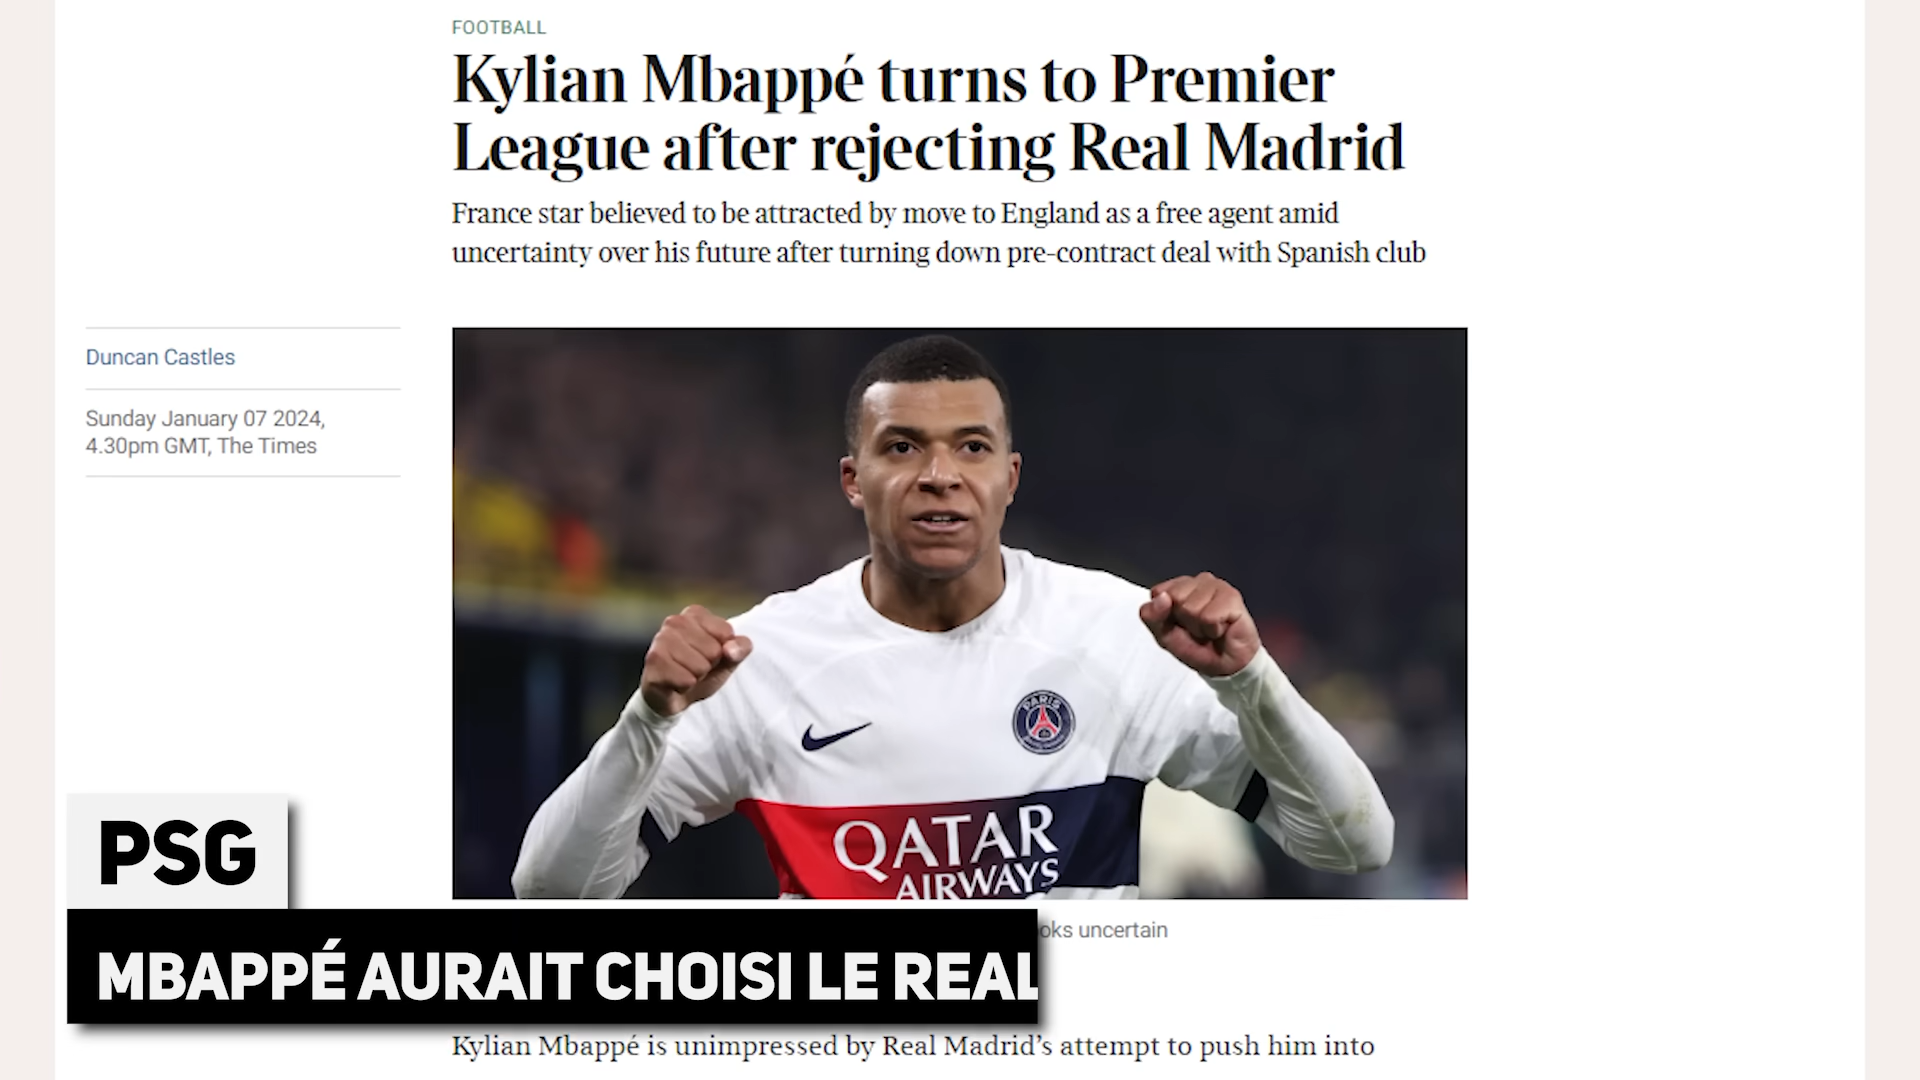 FOOTBALL
Kylian Mbappé turns to Premier
League after rejecting Real Madrid
France star believed to be attracted by move to England as a free agent amid
uncertainty over his future after turning down pre-contract deal with Spanish club
Duncan Castles
Sunday January 07 2024,
4.30pm GMT, The Times
PARIS
QATAR
AIRWAYS
uncertain
PSG
MBAPPÉ AURAIT CHOISI LE REAL
Kylian Mbappé is unimpressed by Real Madrid’s attempt to push him into